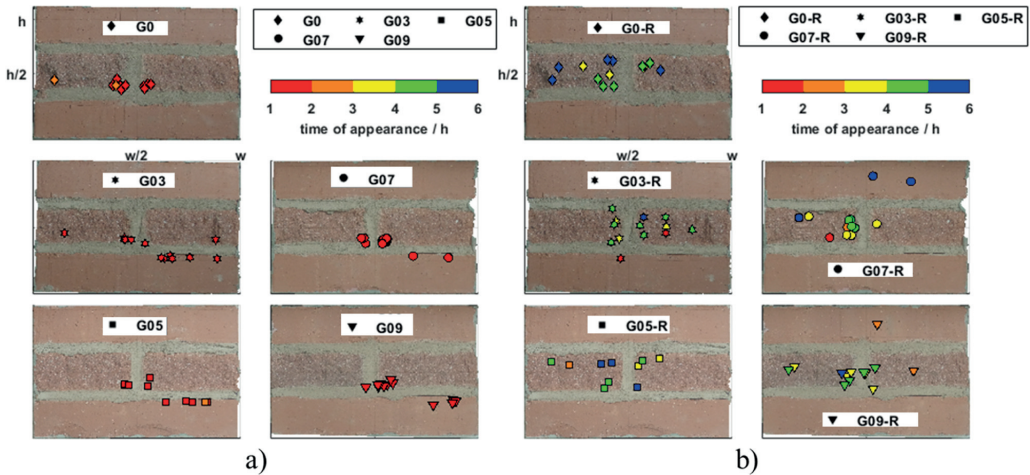 h
G0
h/2
w/2 w
G0 G03 G05
G07 G09
1 2 3 4 5 6
time of appearance / h
G03
G07
G05
G09
a)
h
G0-R
h/2
w/2 w
G0-R G03-R G05-R
G07-R G09-R
1 2 3 4 5 6
time of appearance / h
G03-R
G07-R
G05-R
G09-R
b)